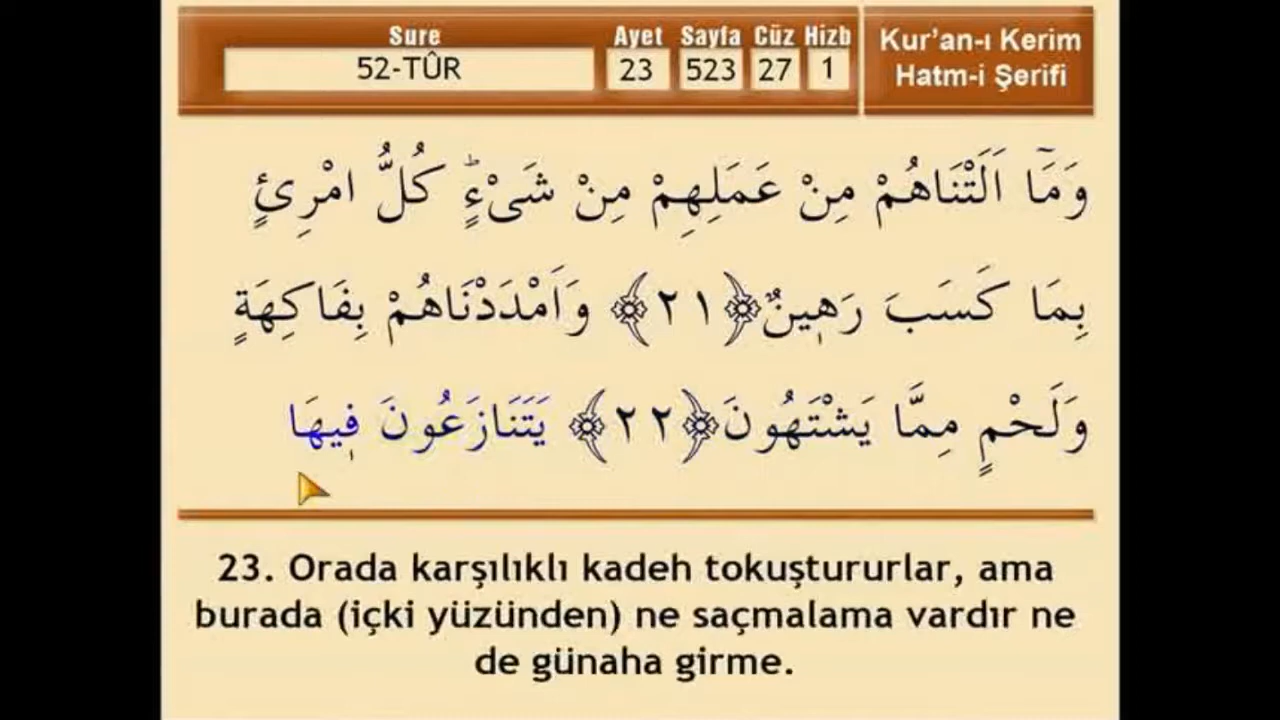 Sure Ayet Sayfa Cüz Hizb
52-TÛR 23 523 27 1
Kur'an-ı Kerim
Hatm-i Şerifi
وَمَٓا اَلَتْنَاهُمْ مِنْ عَمَلِهِمْ مِنْ شَىْءٍۜ كُلُّ امْرِئٍ
بِمَا كَسَبَ رَهٖينٌ ﴿٢١﴾ وَاَمْدَدْنَاهُمْ بِفَاكِهَةٍ
وَلَحْمٍ مِمَّا يَشْتَهُونَ ﴿٢٢﴾ يَتَنَازَعُونَ فٖيهَا
23. Orada karşılıklı kadeh tokuştururlar, ama
burada (içki yüzünden) ne saçmalama vardır ne
de günaha girme.